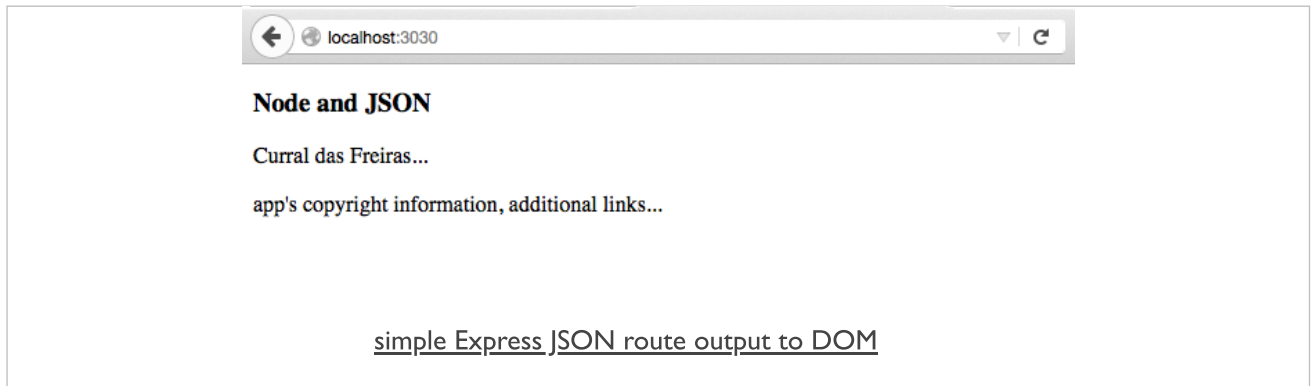 localhost:3030
Node and JSON
Curral das Freiras...
app's copyright information, additional links...
simple Express JSON route output to DOM